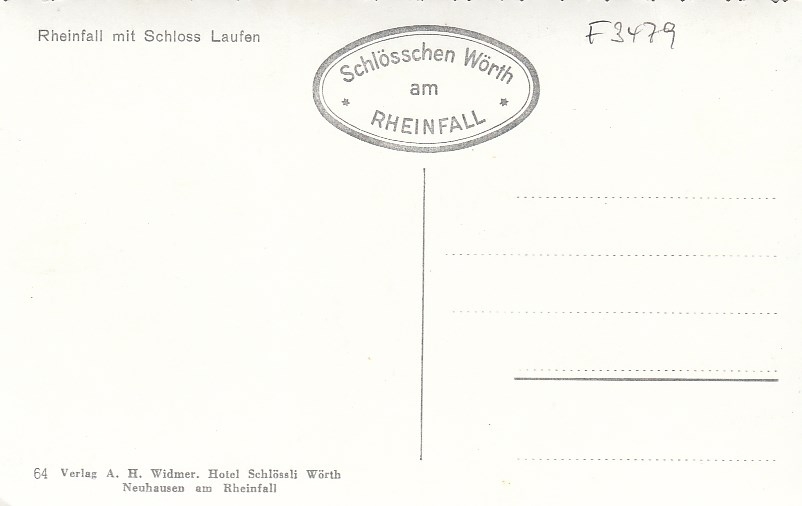 Rheinfall mit Schloss Laufen
Schlösschen Wörth
am
* RHEINFALL *
F3479
64 Verlag A. H. Widmer. Hotel Schlössli Wörth
Neuhausen am Rheinfall